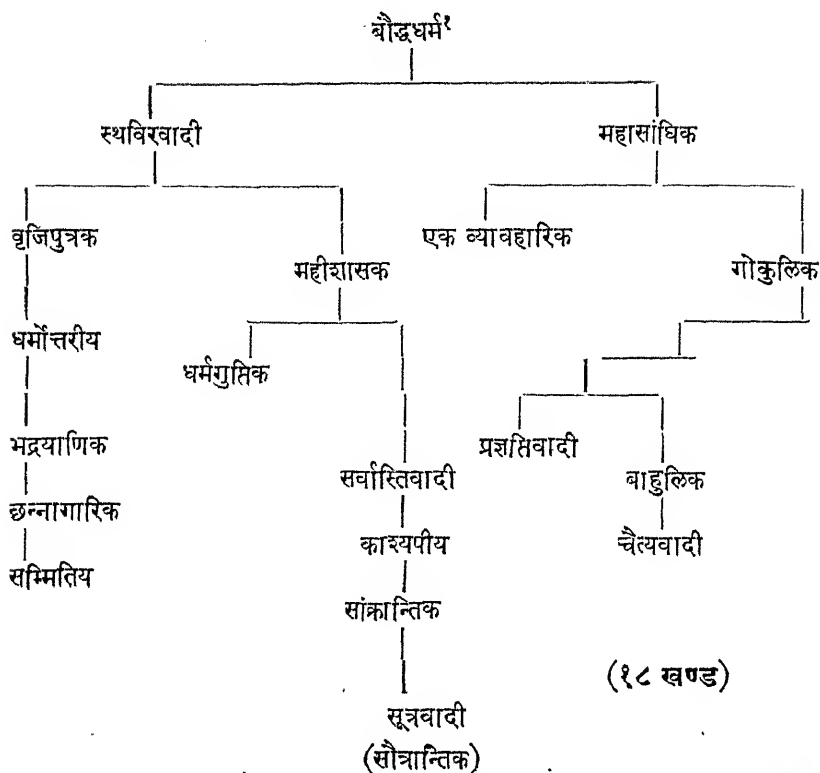 बौद्धधर्म१
स्थविरवादी महासांघिक
वृजिपुत्रक एक व्यावहारिक
महीशासक गोकुलिक
धर्मोत्तरीय
धर्मगुप्तिक
भद्रयाणिक प्रज्ञप्तिवादी
सर्वास्तिवादी बाहुलिक
छन्नागारिक
काश्यपीय चैत्यवादी
सम्मितिय
सांक्रान्तिक
(१८ खण्ड)
सूत्रवादी
(सौत्रान्तिक)